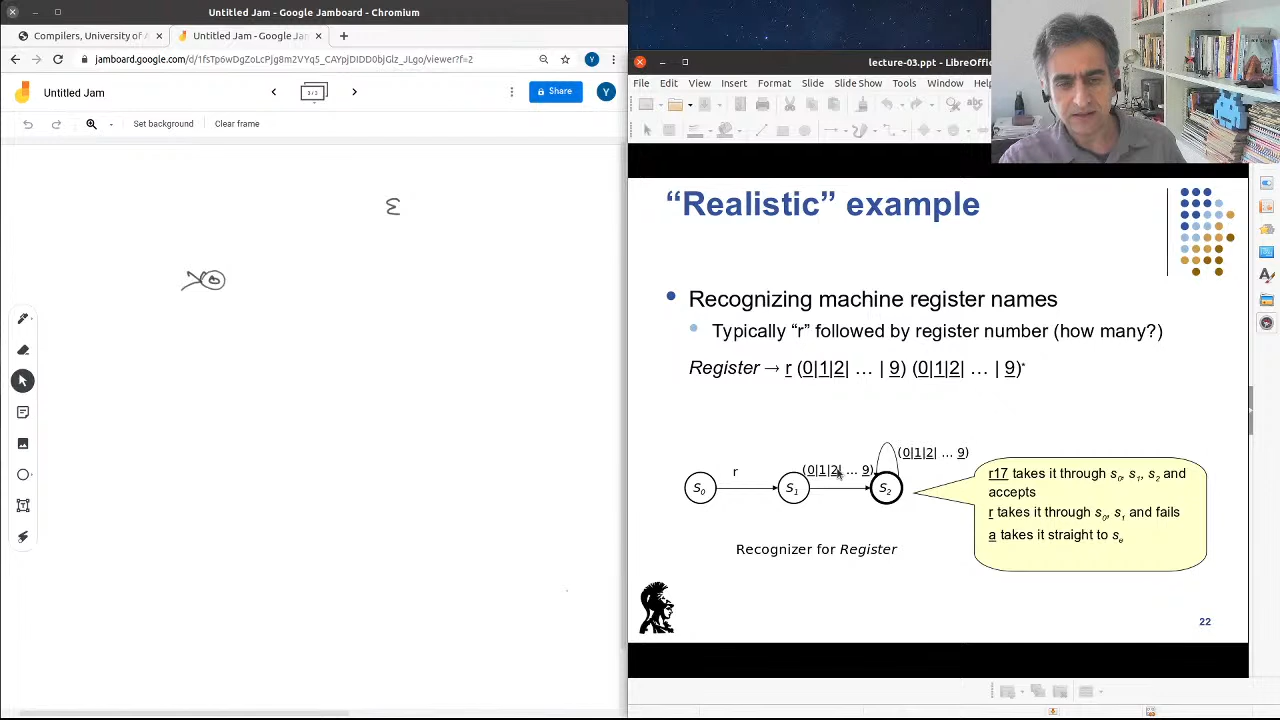 Untitled Jam - Google Jamboard - Chromium
Compilers, University of A
Untitled Jam - Google Jam
jamboard.google.com/d/1fsTp6wDgZoLcPJg8m2VYq5_CAYpjDIDD0bjGlz_JLgo/viewer?f=2
Y
Untitled Jam
3/3
Share
Y
Set background
Clear frame
ε
lecture-03.ppt - LibreOffic
File Edit View Insert Format Slide Slide Show Tools Window Help
“Realistic” example
Recognizing machine register names
Typically “r” followed by register number (how many?)
Register → r (0|1|2| … | 9) (0|1|2| … | 9)*
(0|1|2| … 9)
r
(0|1|2| … 9)
S0
S1
S2
Recognizer for Register
r17 takes it through s0, s1, s2 and
accepts
r takes it through s0, s1 and fails
a takes it straight to se
22